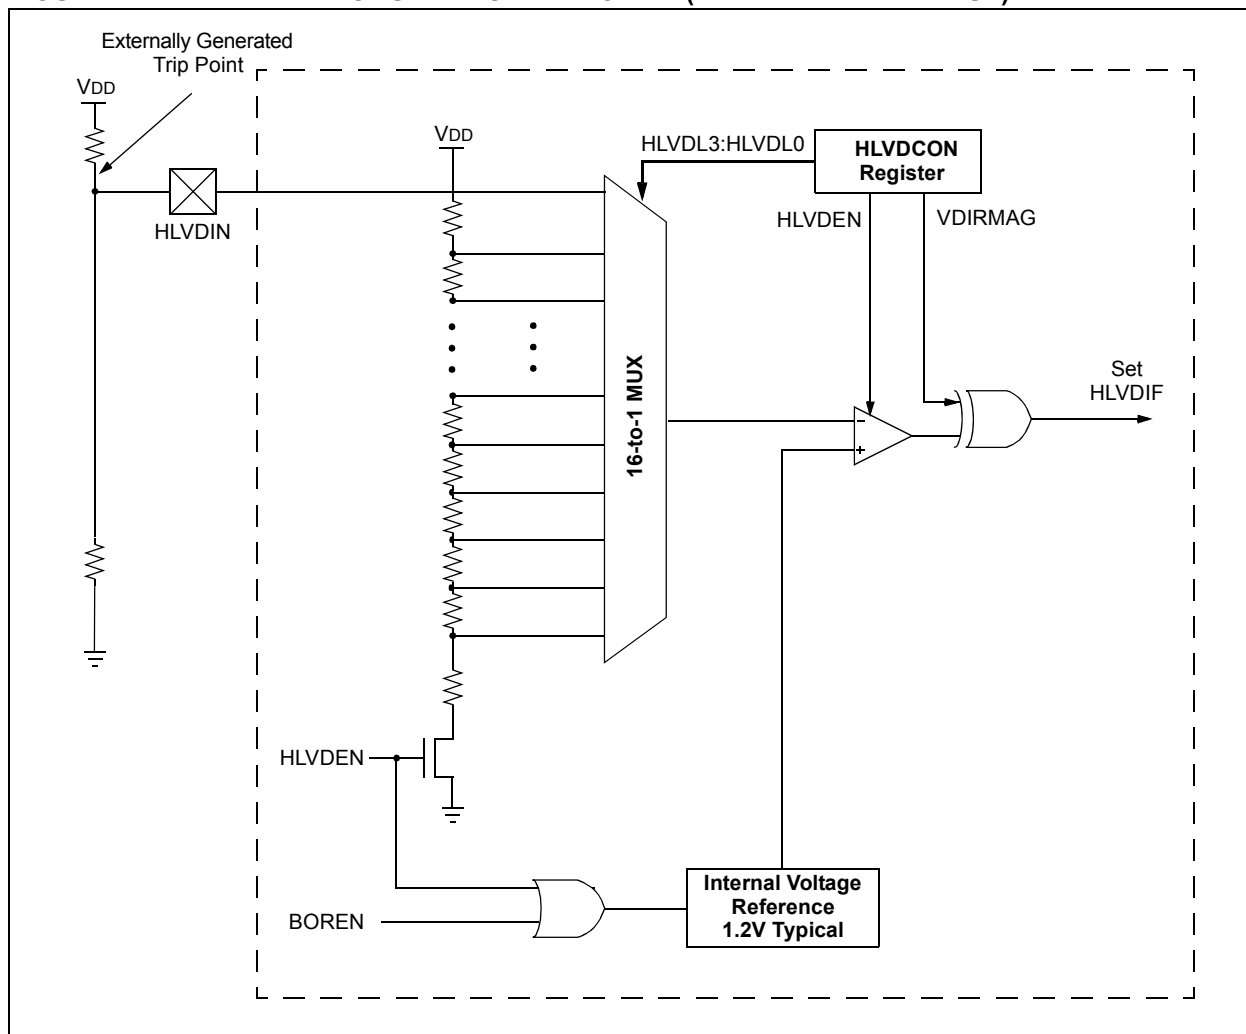 Externally Generated
Trip Point
VDD
VDD
HLVDL3:HLVDL0
HLVDCON
Register
HLVDIN
HLVDEN
VDIRMAG
16-to-1 MUX
Set
HLVDIF
–
+
HLVDEN
BOREN
Internal Voltage
Reference
1.2V Typical